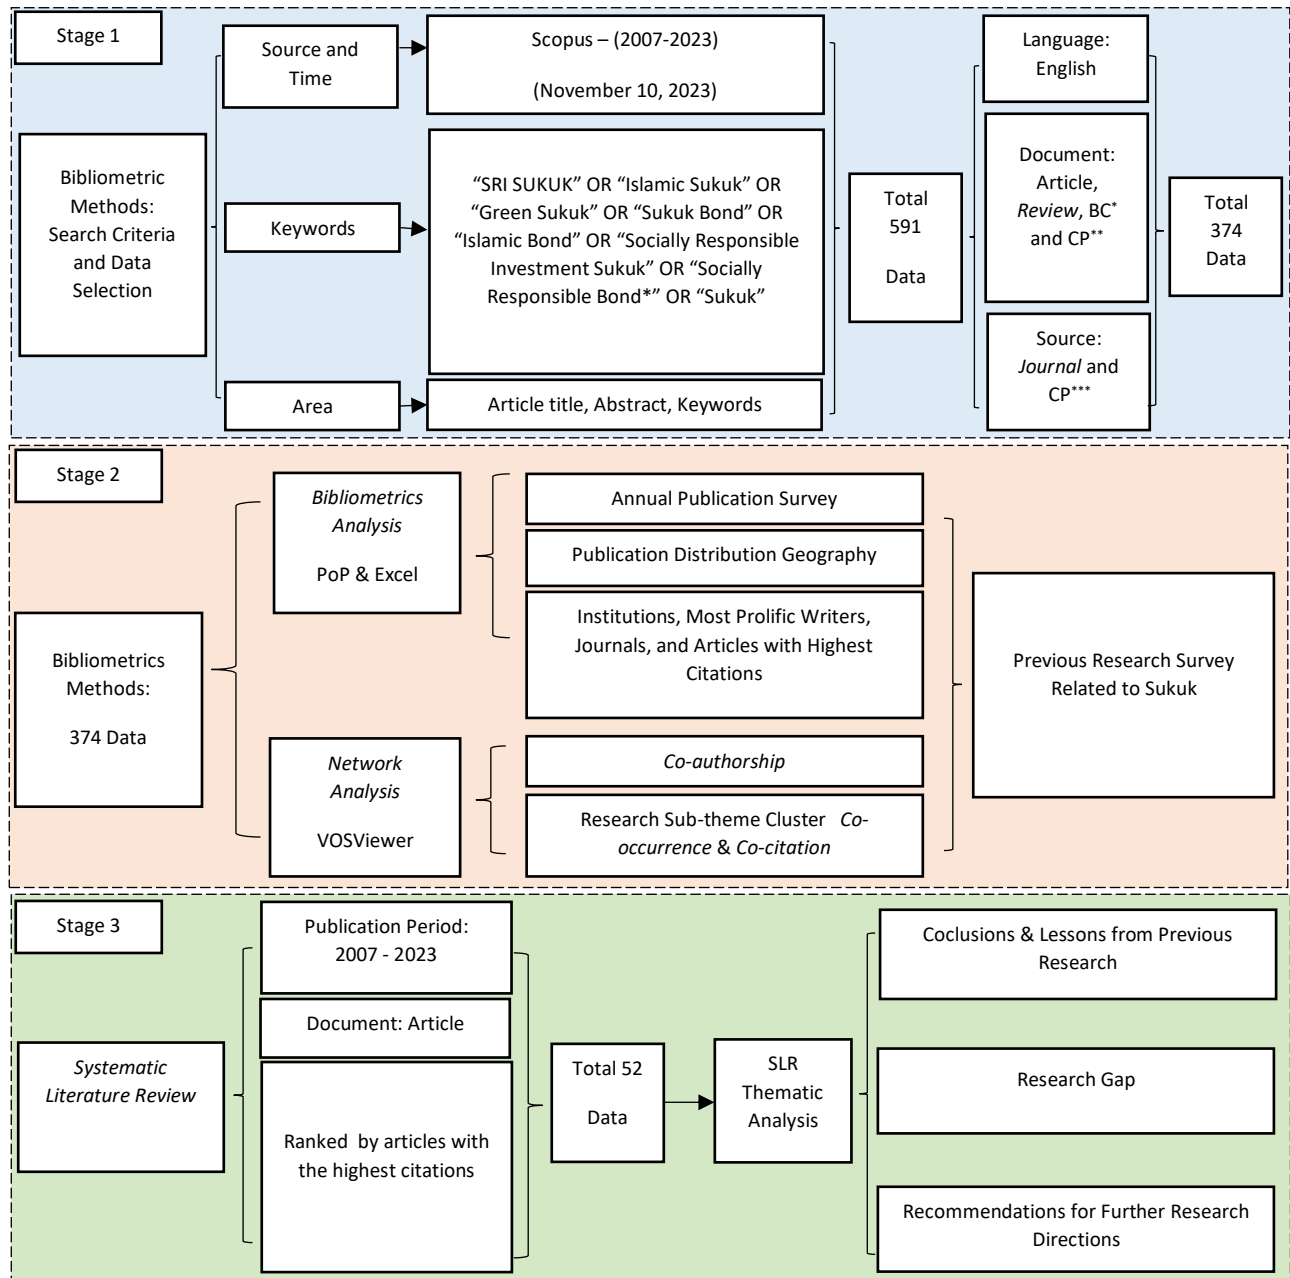 Stage 1
Bibliometric
Methods:
Search Criteria
and Data
Selection
Source and
Time
Scopus – (2007-2023)
(November 10, 2023)
Keywords
“SRI SUKUK” OR “Islamic Sukuk” OR
“Green Sukuk” OR “Sukuk Bond” OR
“Islamic Bond” OR “Socially Responsible
Investment Sukuk” OR “Socially
Responsible Bond*” OR “Sukuk”
Area
Article title, Abstract, Keywords
Total
591
Data
Language:
English
Document:
Article,
Review, BC*
and CP**
Source:
Journal and
CP***
Total
374
Data
Stage 2
Bibliometrics
Methods:
374 Data
Bibliometrics
Analysis
PoP & Excel
Annual Publication Survey
Publication Distribution Geography
Institutions, Most Prolific Writers,
Journals, and Articles with Highest
Citations
Network
Analysis
VOSViewer
Co-authorship
Research Sub-theme Cluster Co-
occurrence & Co-citation
Previous Research Survey
Related to Sukuk
Stage 3
Systematic
Literature Review
Publication Period:
2007 - 2023
Document: Article
Ranked by articles with
the highest citations
Total 52
Data
SLR
Thematic
Analysis
Coclusions & Lessons from Previous
Research
Research Gap
Recommendations for Further Research
Directions